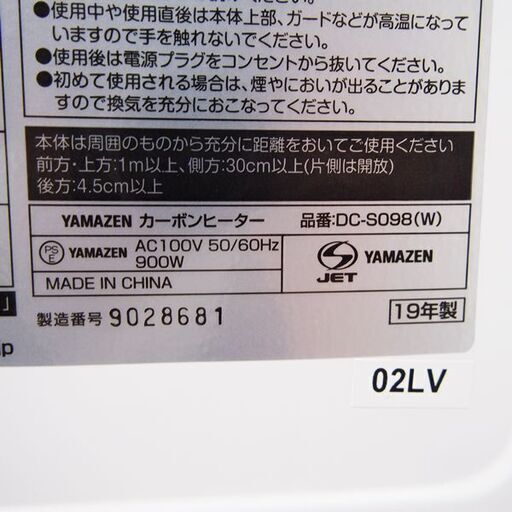 ●使用中や使用直後は本体上部、ガードなどが高温になって
いますので手を触れないでください。
●使用後は電源プラグをコンセントから抜いてください。
●初めて使用される場合は、煙やにおいが出ることがありま
すので換気を充分におこなってください。
本体は周囲のものから充分に距離をおいてご使用ください
前方・上方:1m以上、側方:30cm以上(片側は開放)
後方:4.5cm以上
YAMAZEN カーボンヒーター 品番:DC-S098(W)
PS E YAMAZEN AC100V 50/60Hz 900W
S JET YAMAZEN
MADE IN CHINA
製造番号 9028681
19年製
02LV